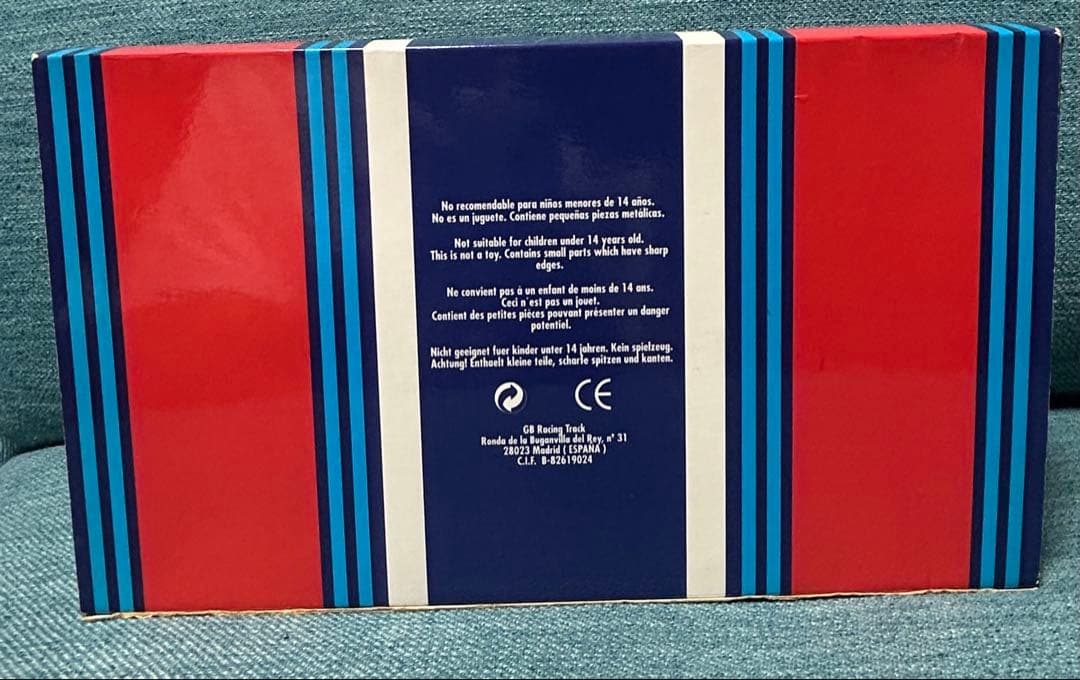 No recomendable para niños menores de 14 años.
No es un juguete. Contiene pequeñas piezas metálicas.
Not suitable for children under 14 years old.
This is not a toy. Contains small parts which have sharp
edges.
Ne convient pas à un enfant de moins de 14 ans.
Ceci n'est pas un jouet.
Contient des petites pièces pouvant présenter un danger
potentiel.
Nicht geeignet fuer kinder unter 14 jahren. Kein spielzeug.
Achtung! Enthaelt kleine teile, scharfe spitzen und kanten.
CE
GB Racing Track
Ronda de la Buganvilla del Rey, nº 31
28023 Madrid ( ESPAÑA )
C.I.F. B-82619024